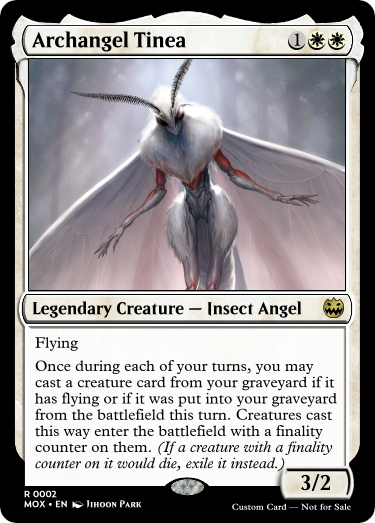 Archangel Tinea 1
Legendary Creature — Insect Angel
Flying
Once during each of your turns, you may
cast a creature card from your graveyard if it
has flying or if it was put into your graveyard
from the battlefield this turn. Creatures cast
this way enter the battlefield with a finality
counter on them. (If a creature with a finality
counter on it would die, exile it instead.)
3/2
R 0002
MOX • EN Jihoon Park
Custom Card — Not for Sale